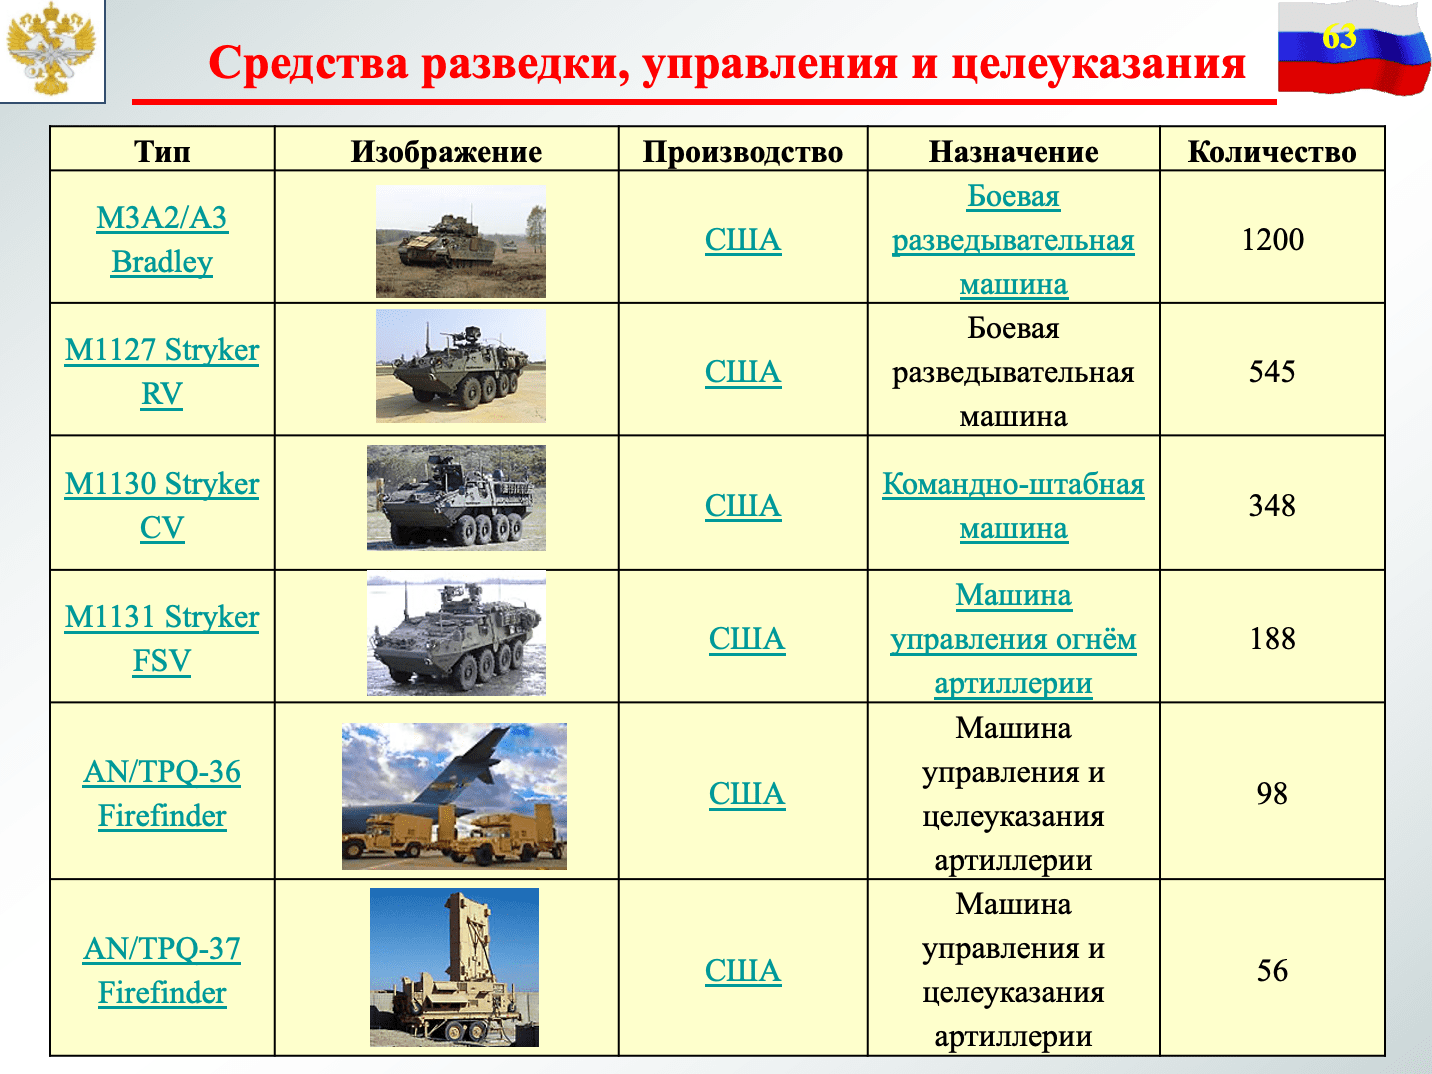 63
Средства разведки, управления и целеуказания
Тип Изображение Производство Назначение Количество
M3A2/A3
Bradley
США
Боевая
разведывательная
машина
1200
M1127 Stryker
RV
США
Боевая
разведывательная
машина
545
M1130 Stryker
CV
США
Командно-штабная
машина
348
M1131 Stryker
FSV
США
Машина
управления огнём
артиллерии
188
AN/TPQ-36
Firefinder
США
Машина
управления и
целеуказания
артиллерии
98
AN/TPQ-37
Firefinder
США
Машина
управления и
целеуказания
артиллерии
56